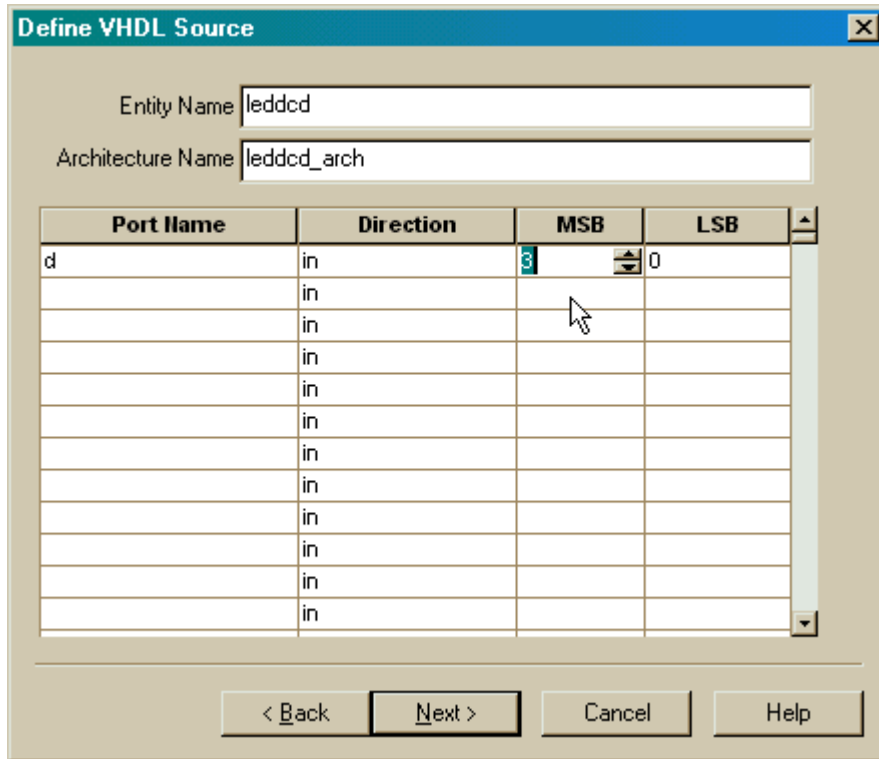 Define VHDL Source
Entity Name leddcd
Architecture Name leddcd_arch
Port Name Direction MSB LSB
d in 3 0
in
in
in
in
in
in
in
in
in
in
in
< Back Next > Cancel Help